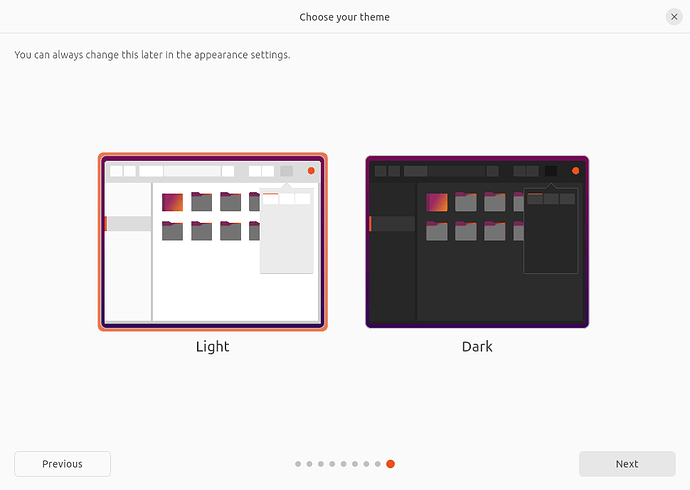 Choose your theme
You can always change this later in the appearance settings.
Light
Dark
Previous
Next